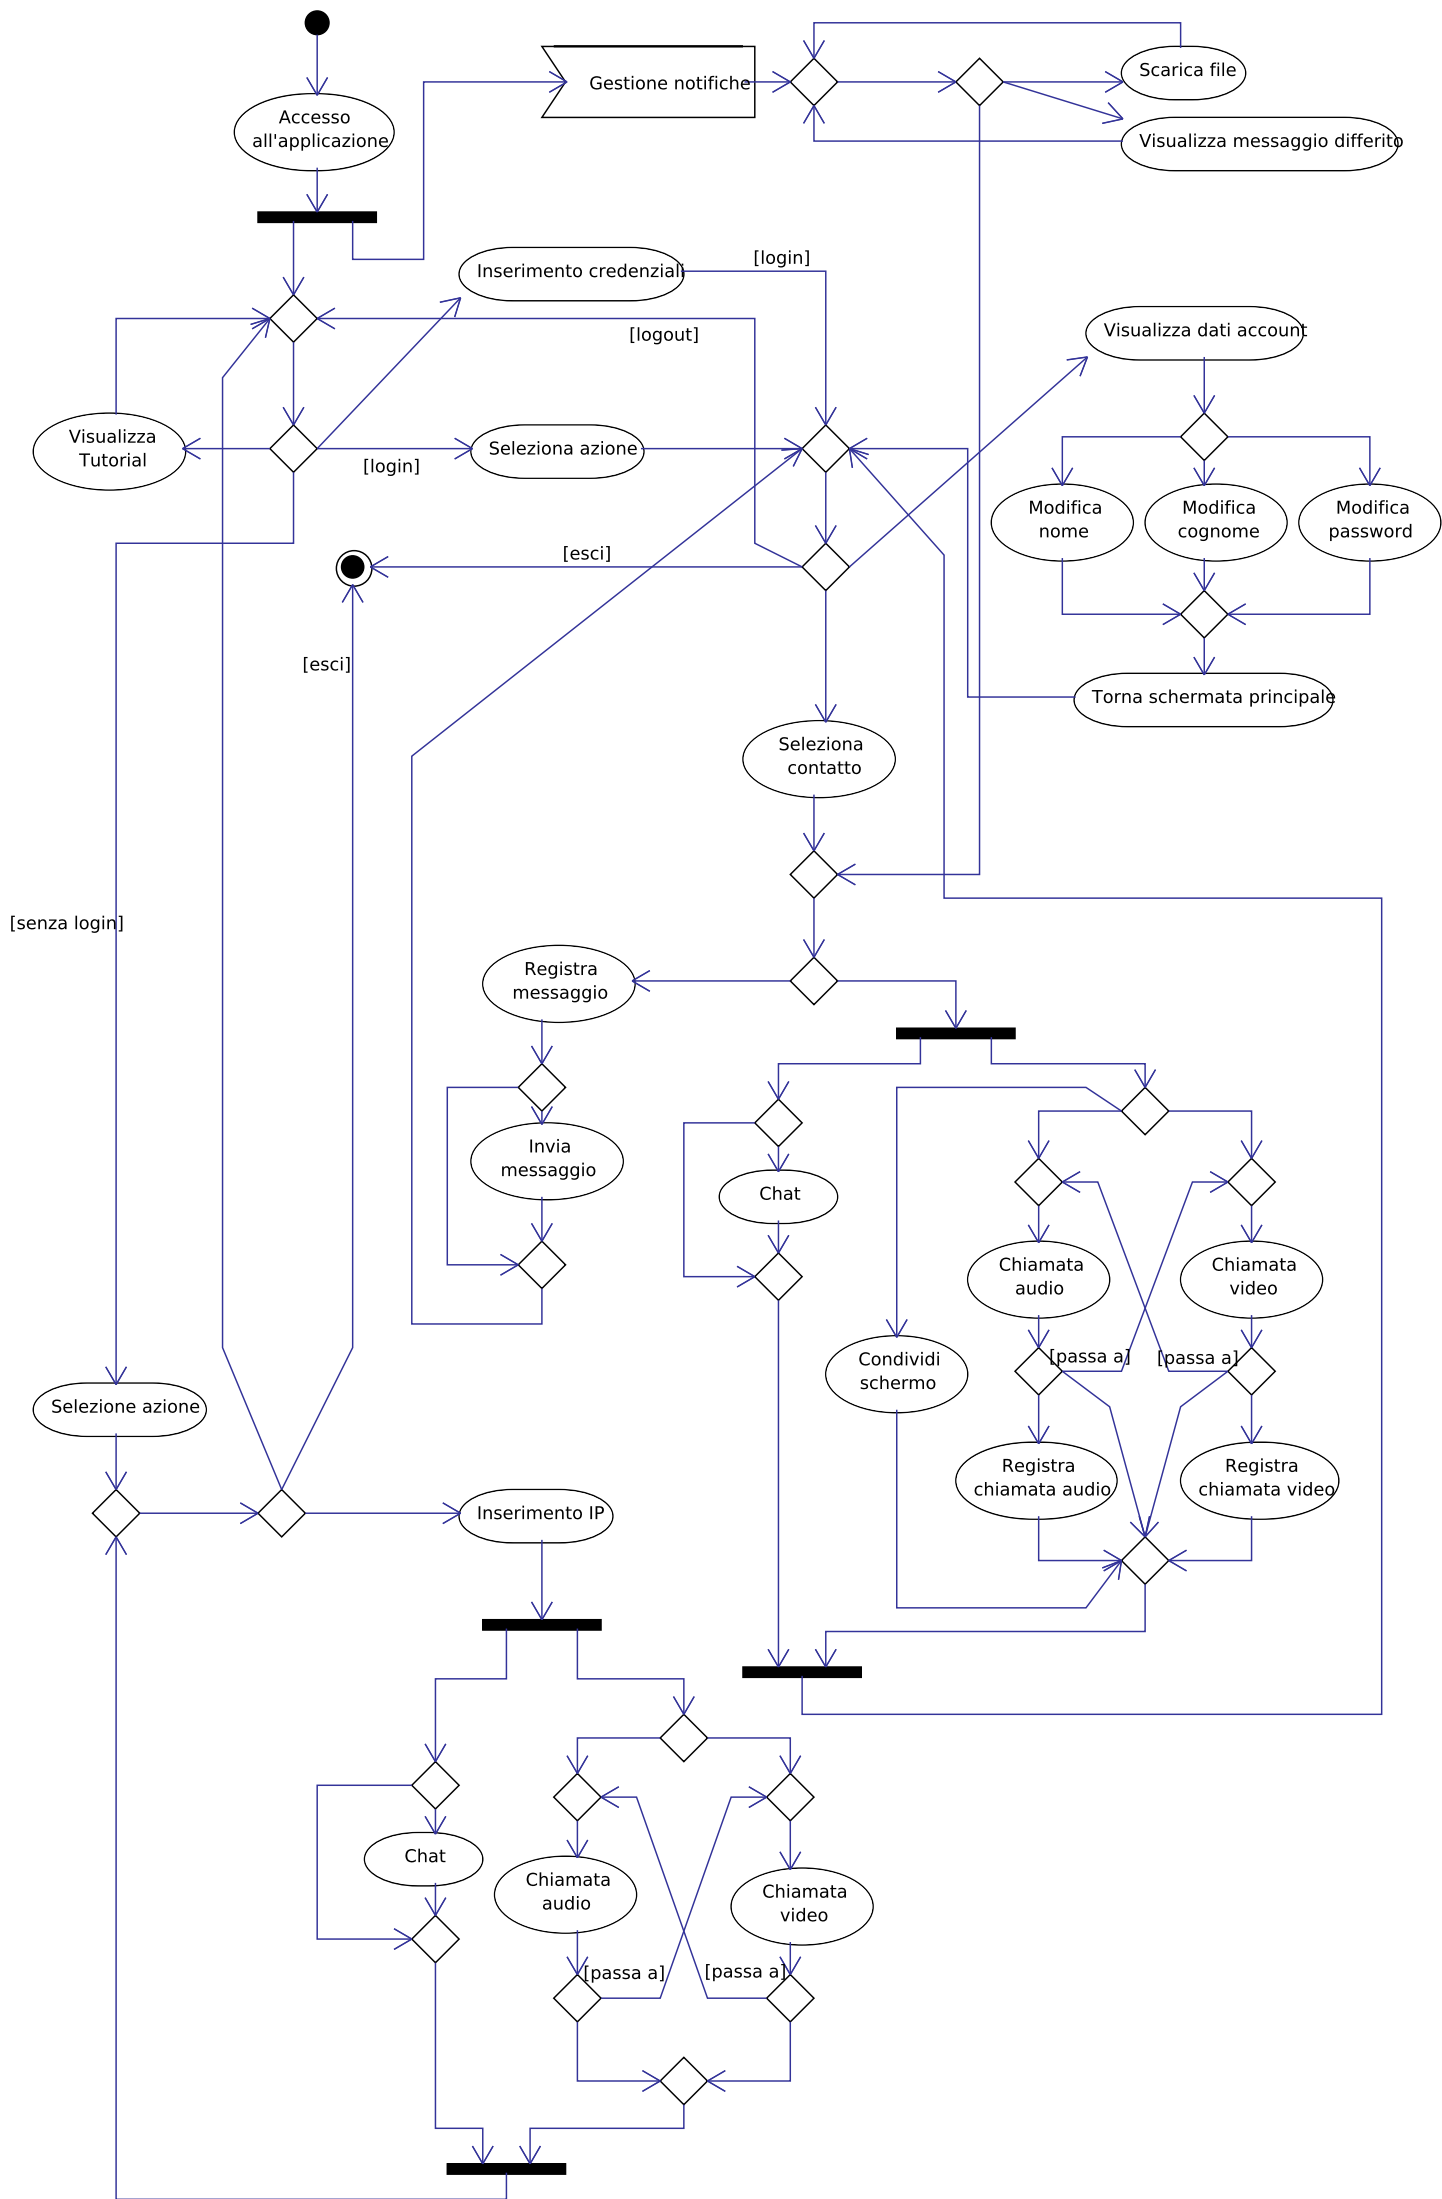 Scarica file
Gestione notifiche
Accesso
all'applicazione
Visualizza messaggio differito
[login]
Inserimento credenziali
[logout]
Visualizza dati account
Visualizza
Tutorial
Seleziona azione
[login]
Modifica
nome
Modifica
cognome
Modifica
password
[esci]
[esci]
Torna schermata principale
Seleziona
contatto
[senza login]
Registra
messaggio
Invia
messaggio
Chat
Chiamata
audio
Chiamata
video
[passa a]
[passa a]
Condividi
schermo
Selezione azione
Registra
chiamata audio
Registra
chiamata video
Inserimento IP
Chat
Chiamata
audio
Chiamata
video
[passa a]
[passa a]